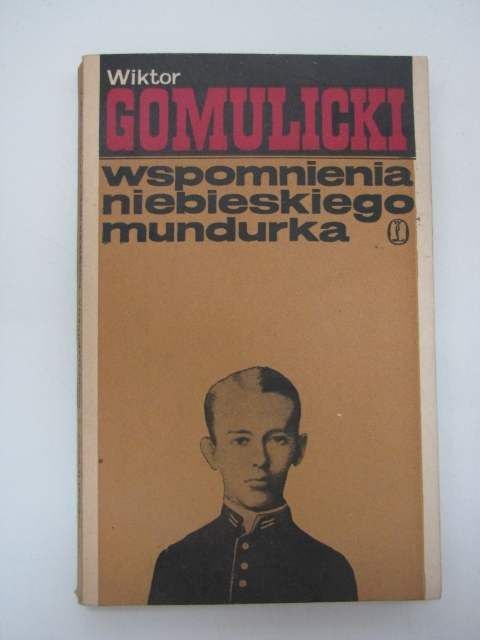 Wiktor
GOMULICKI
wspomnienia
niebieskiego
mundurka